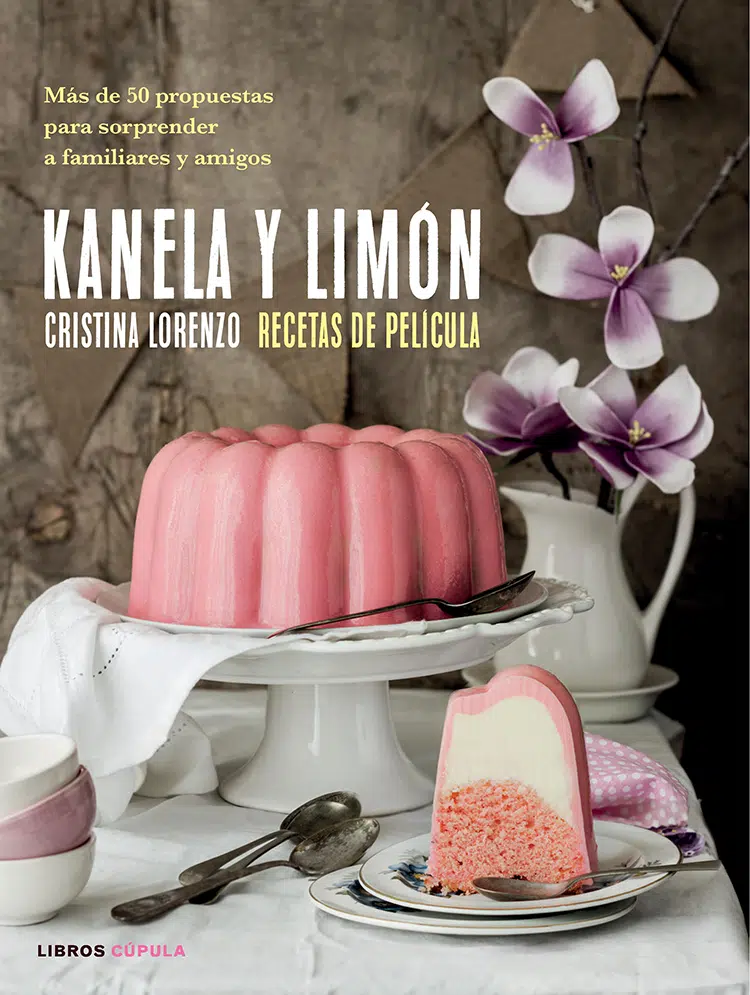 Más de 50 propuestas
para sorprender
a familiares y amigos
KANELA Y LIMÓN
CRISTINA LORENZO RECETAS DE PELÍCULA
LIBROS CÚPULA